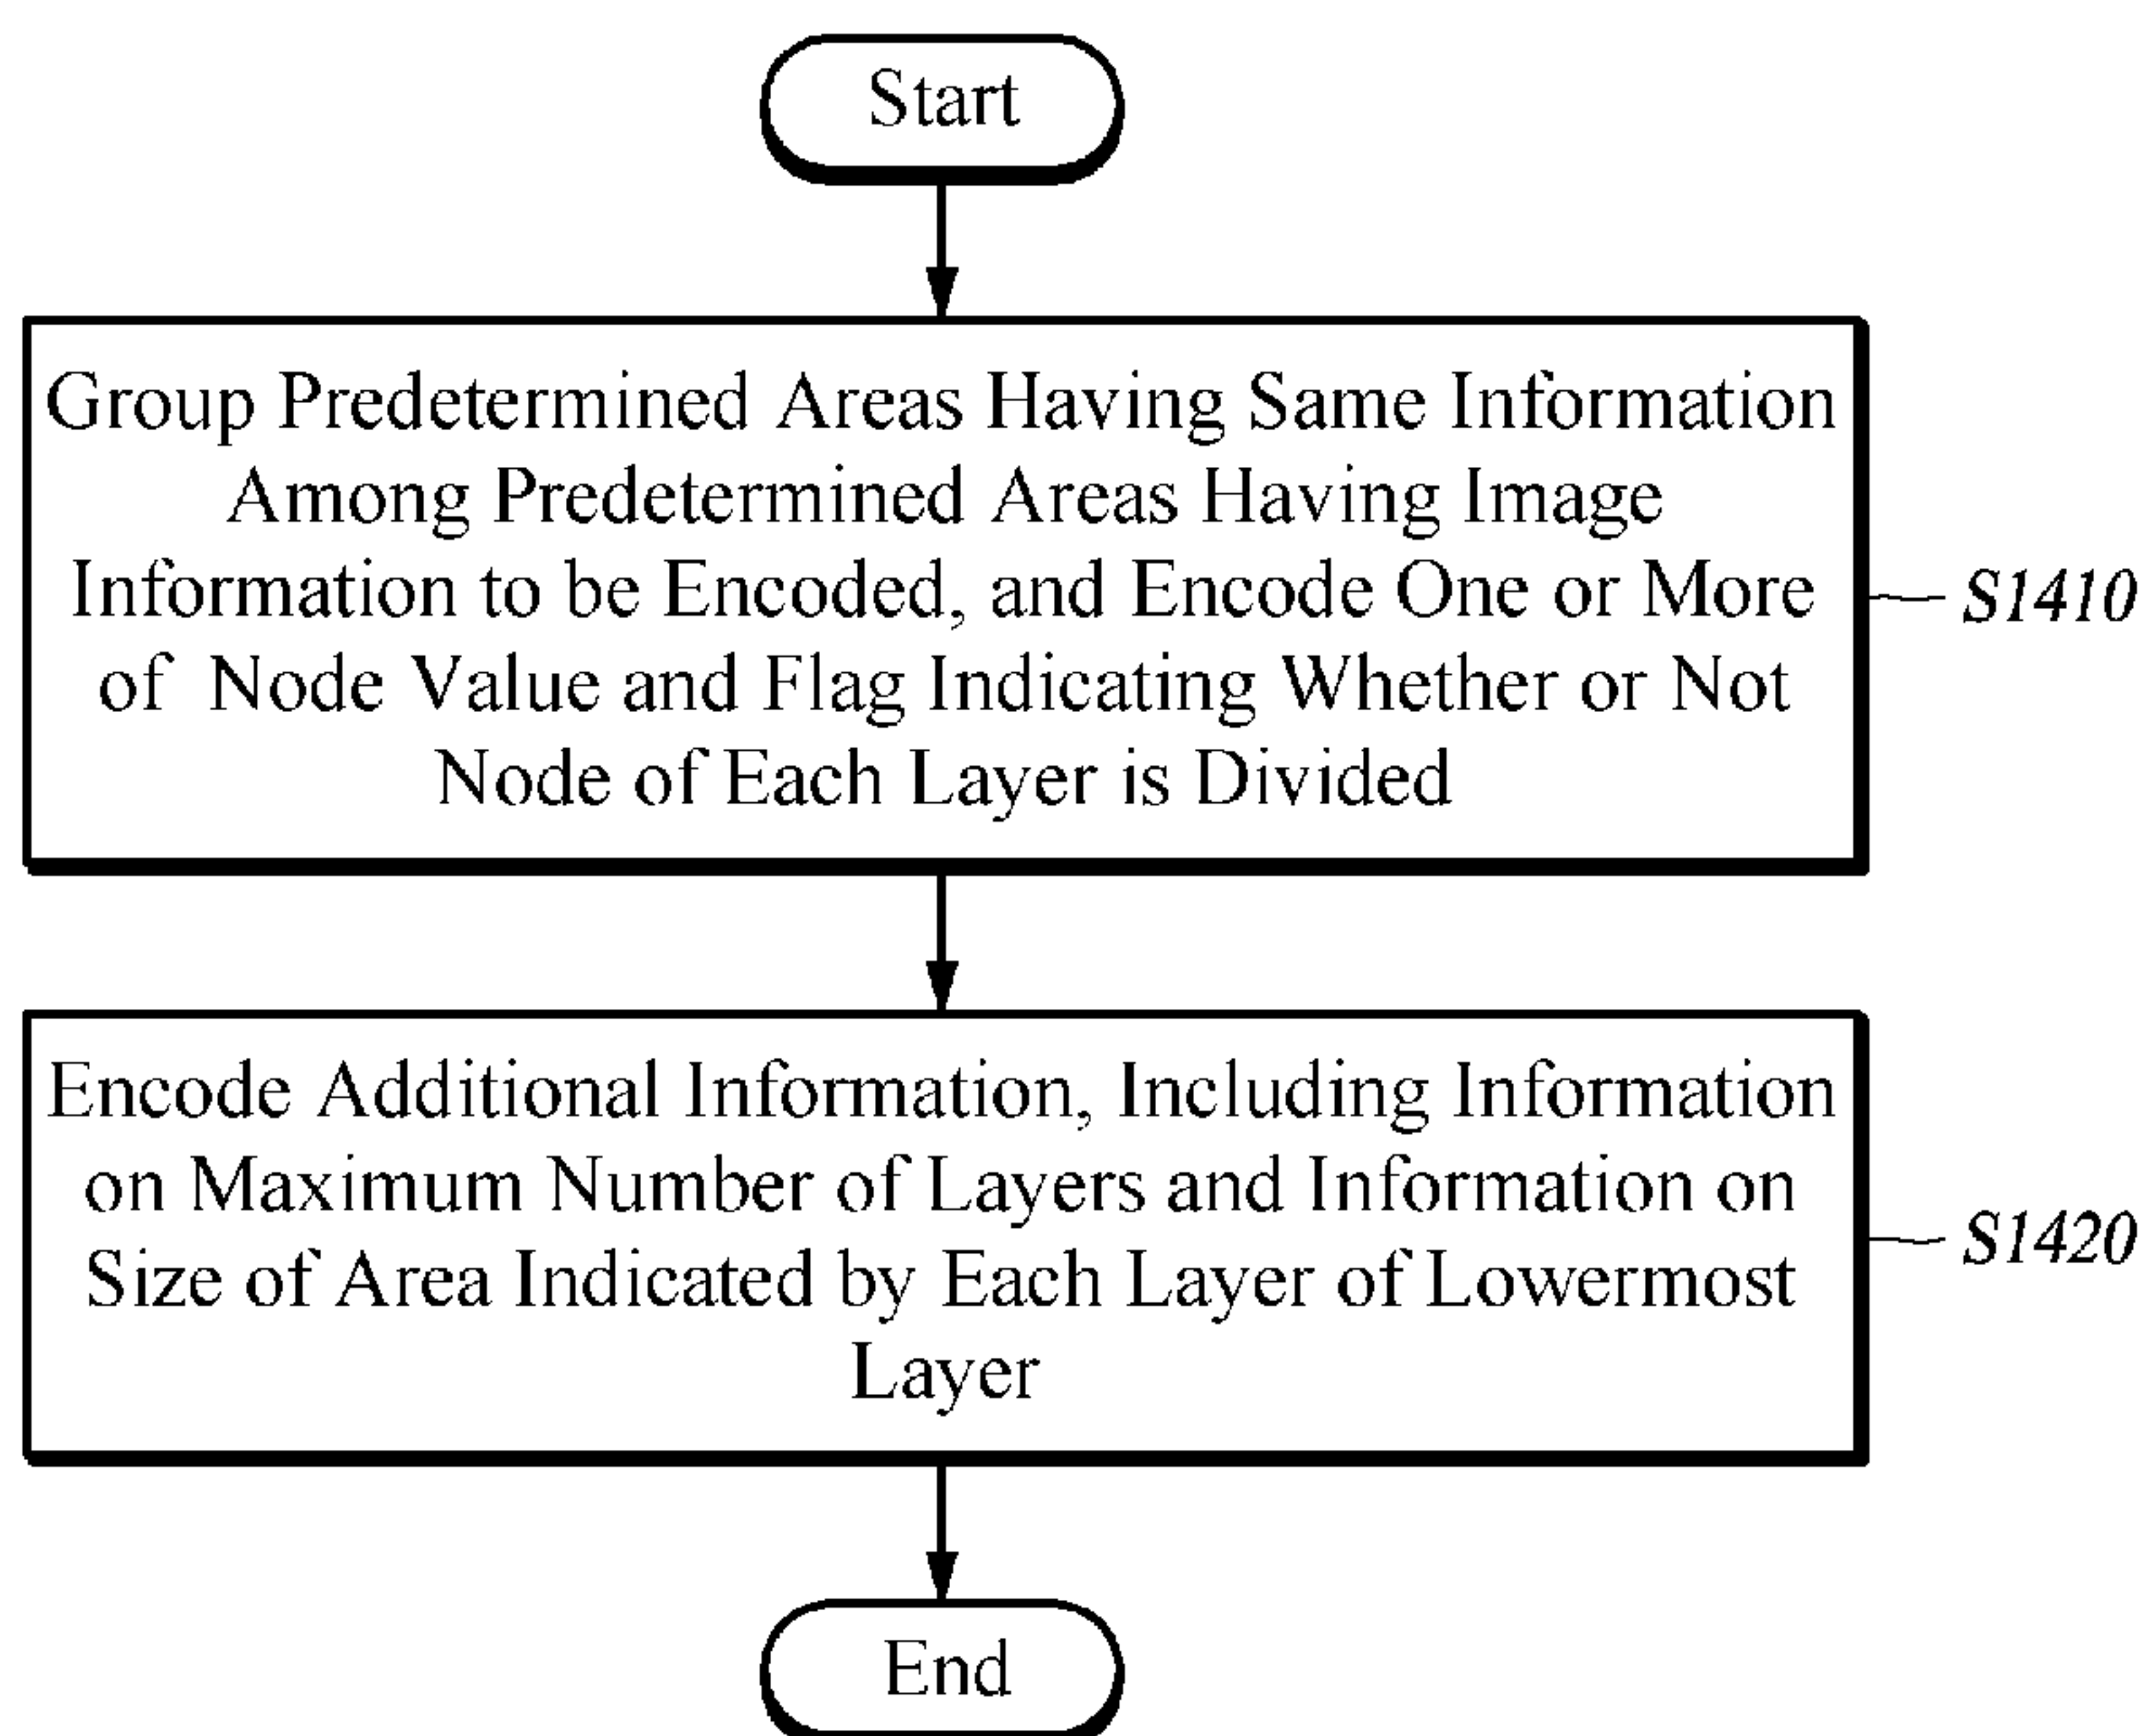 Start
Group Predetermined Areas Having Same Information
Among Predetermined Areas Having Image
Information to be Encoded, and Encode One or More
of Node Value and Flag Indicating Whether or Not
Node of Each Layer is Divided
S1410
Encode Additional Information, Including Information
on Maximum Number of Layers and Information on
Size of Area Indicated by Each Layer of Lowermost
Layer
S1420
End